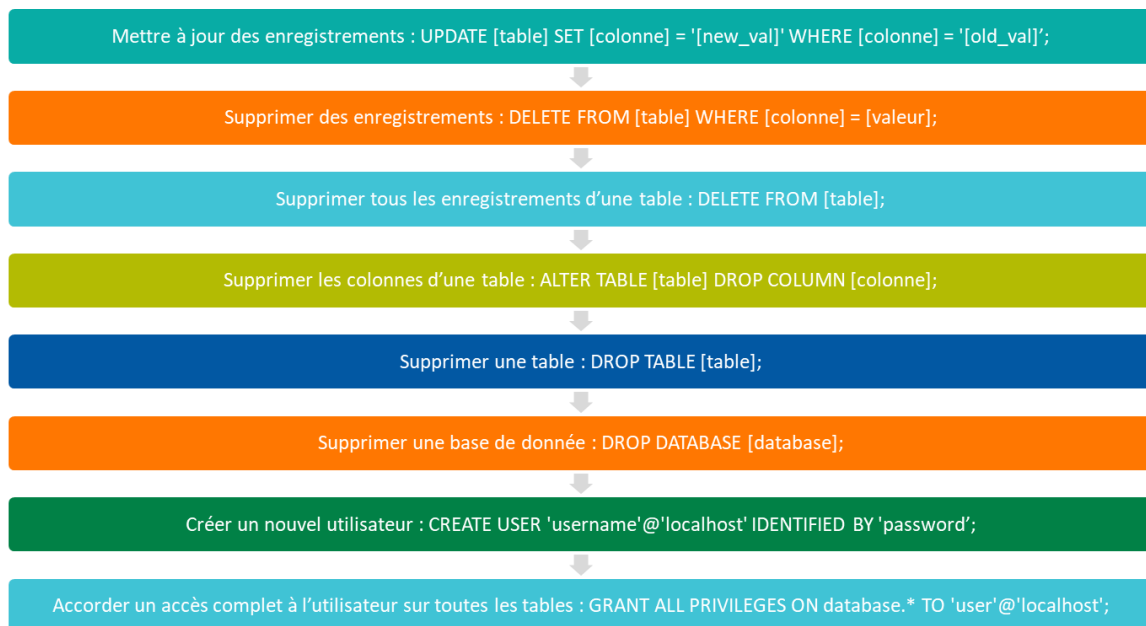 Mettre à jour des enregistrements : UPDATE [table] SET [colonne] = '[new_val]' WHERE [colonne] = '[old_val]’;
Supprimer des enregistrements : DELETE FROM [table] WHERE [colonne] = [valeur];
Supprimer tous les enregistrements d’une table : DELETE FROM [table];
Supprimer les colonnes d’une table : ALTER TABLE [table] DROP COLUMN [colonne];
Supprimer une table : DROP TABLE [table];
Supprimer une base de donnée : DROP DATABASE [database];
Créer un nouvel utilisateur : CREATE USER 'username'@'localhost' IDENTIFIED BY 'password’;
Accorder un accès complet à l’utilisateur sur toutes les tables : GRANT ALL PRIVILEGES ON database.* TO 'user'@'localhost';